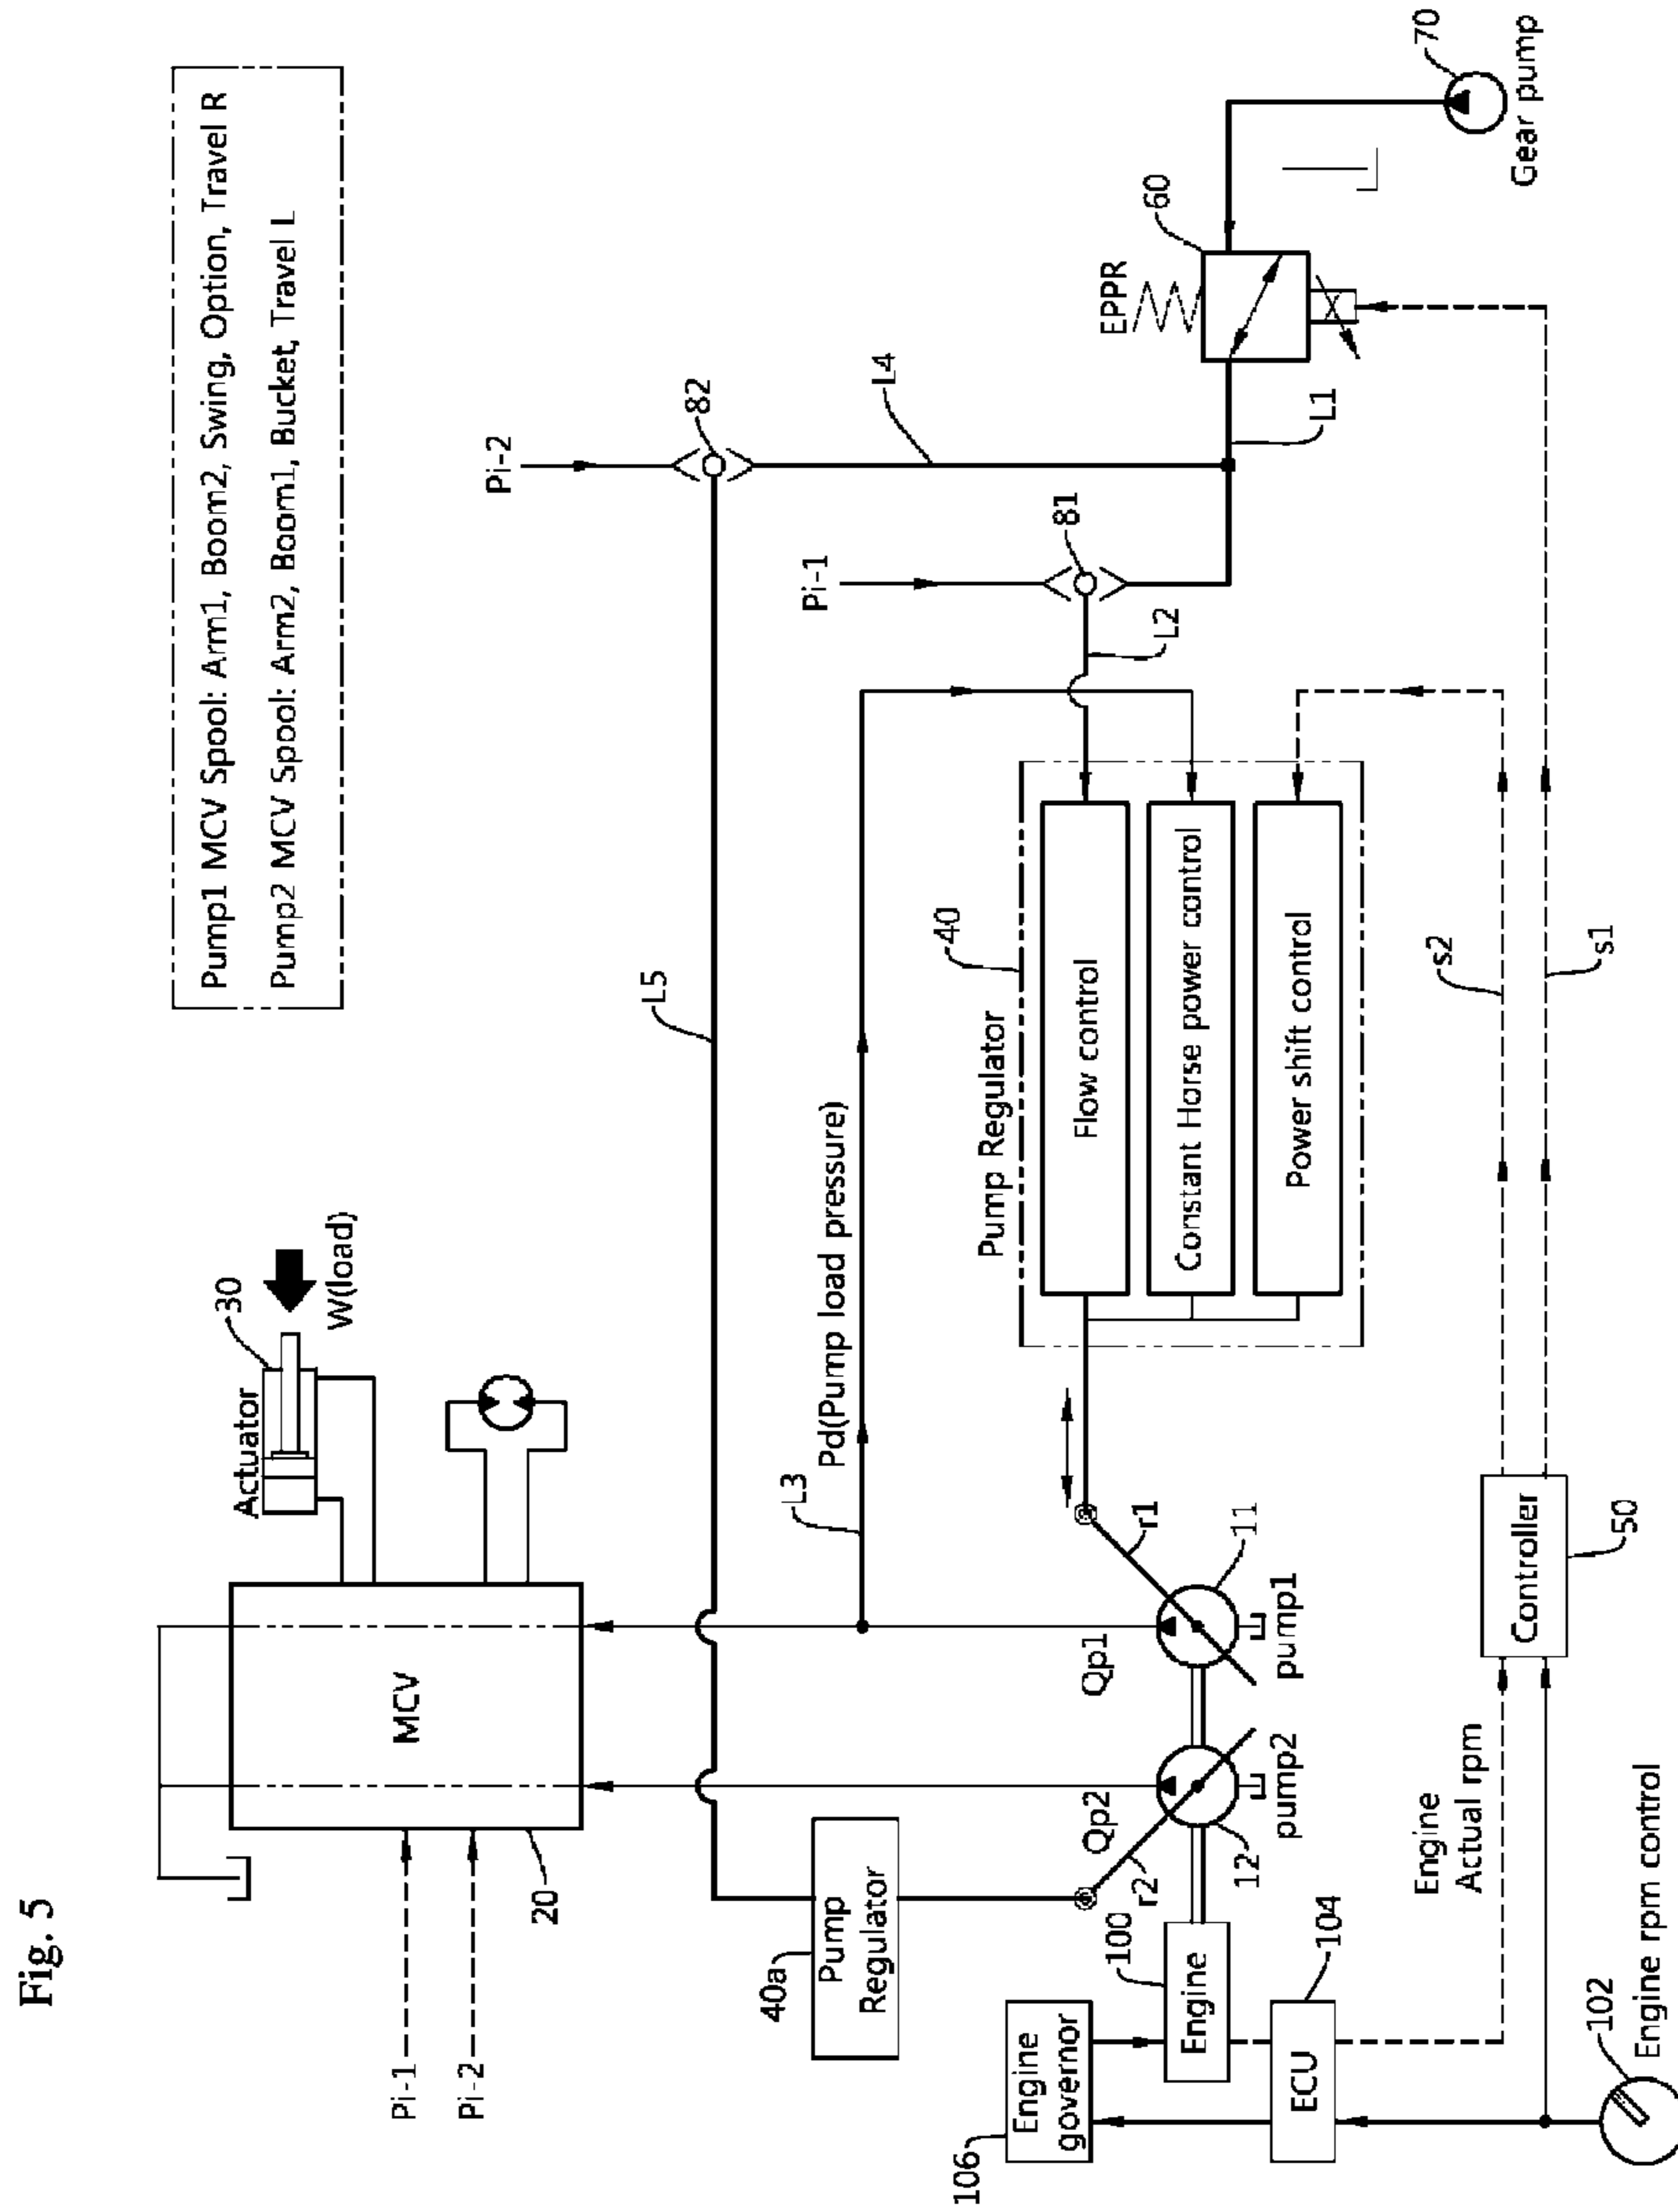 Fig. 5
Pump1 MCV Spool: Arm1, Boom2, Swing, Option, Travel R
Pump2 MCV Spool: Arm2, Boom1, Bucket, Travel L
Actuator
30
W(load)
MCV
20
Pi-1
Pi-2
L5
Pi-2
82
L4
EPPR
60
70
Gear pump
L1
Pi-1
81
L2
L3
Pd(Pump load pressure)
Pump Regulator
40
Flow control
Constant Horse power control
Power shift control
40a
Pump
Regulator
Qp2
Qp1
r2
r1
12
11
pump2
pump1
106
Engine
governor
100
Engine
104
ECU
Engine
Actual rpm
Controller
50
s2
s1
102
Engine rpm control